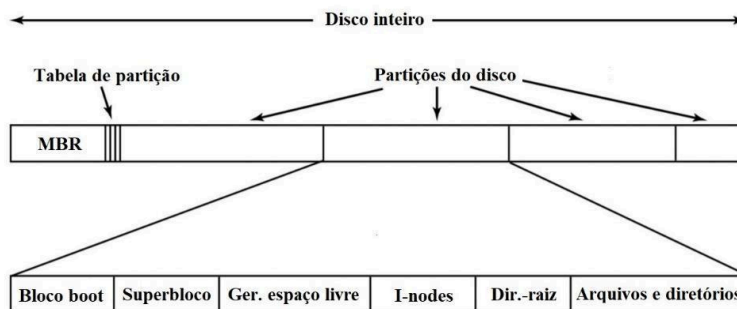 Disco inteiro
Tabela de partição
Partições do disco
MBR
Bloco boot
Superbloco
Ger. espaço livre
I-nodes
Dir.-raiz
Arquivos e diretórios